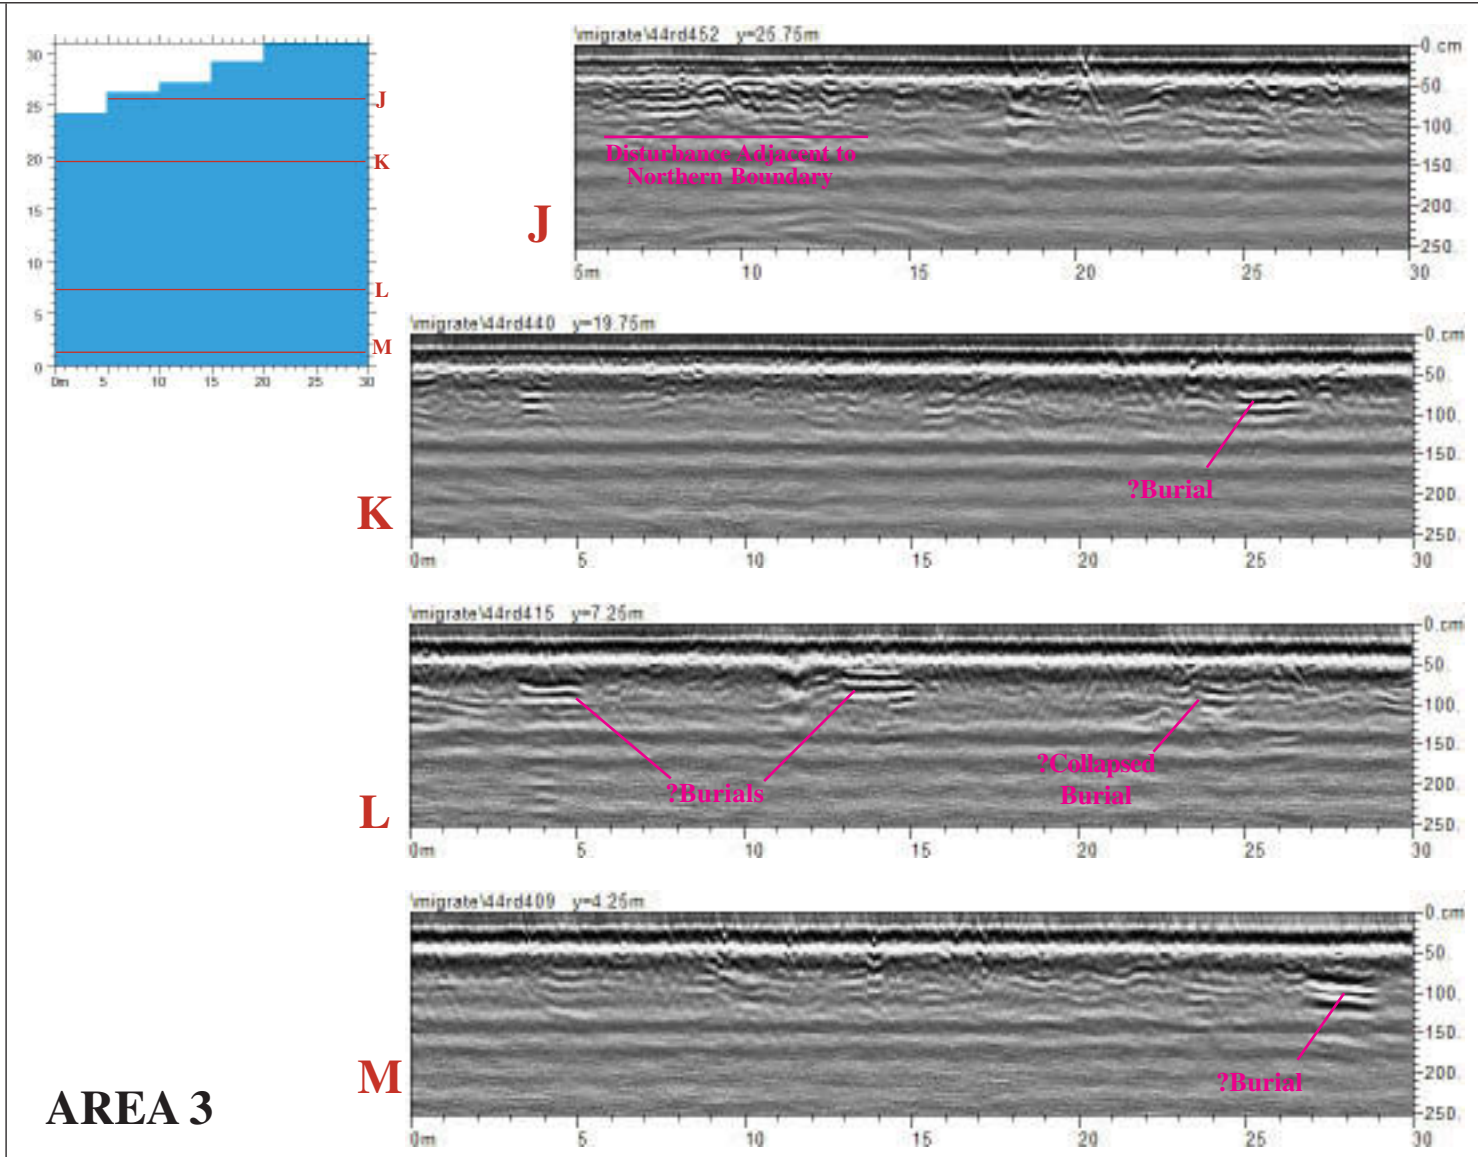 30
25
20
15
10
5
0
0m 5 10 15 20 25 30
J
K
L
M
\migrate\44rd452 y=25.75m
0.cm
50.
100.
150.
200.
250.
Disturbance Adjacent to
Northern Boundary
J
5m 10 15 20 25 30
\migrate\44rd440 y=19.75m
0.cm
50.
100.
150.
200.
250.
?Burial
K
0m 5 10 15 20 25 30
\migrate\44rd415 y=7.25m
0.cm
50.
100.
150.
200.
250.
?Burials
?Collapsed
Burial
L
0m 5 10 15 20 25 30
\migrate\44rd409 y=4.25m
0.cm
50.
100.
150.
200.
250.
?Burial
M
0m 5 10 15 20 25 30
AREA 3